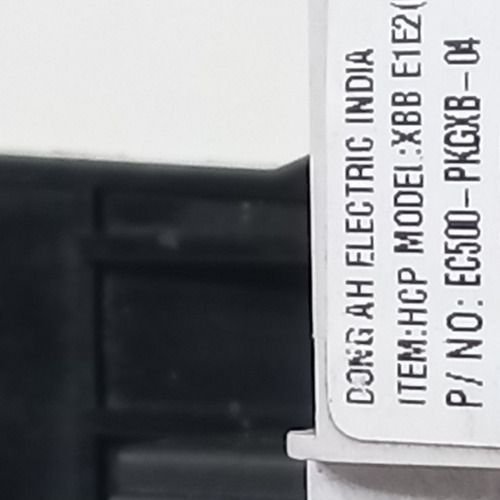 DONG AH ELECTRIC INDIA
ITEM:HCP MODEL:XBB E1E2(
P/NO: EC500-PKGXB-04